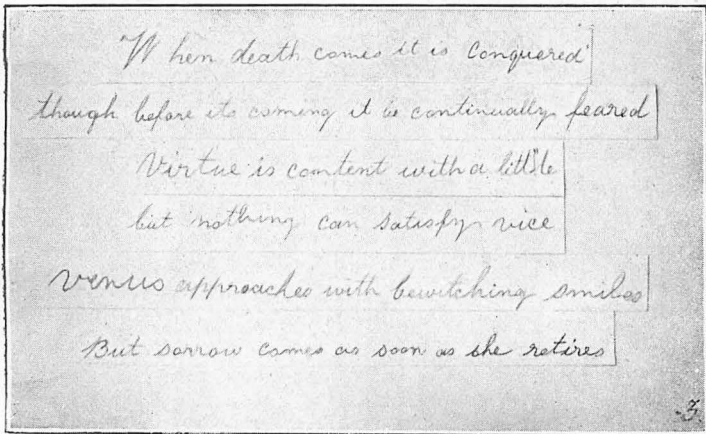 "When death comes it is conquered
though before its coming it is continually feared
Virtue is content with a little
but nothing can satisfy vice
Venus approaches with bewitching smiles
But sorrow comes as soon as she retires
3.